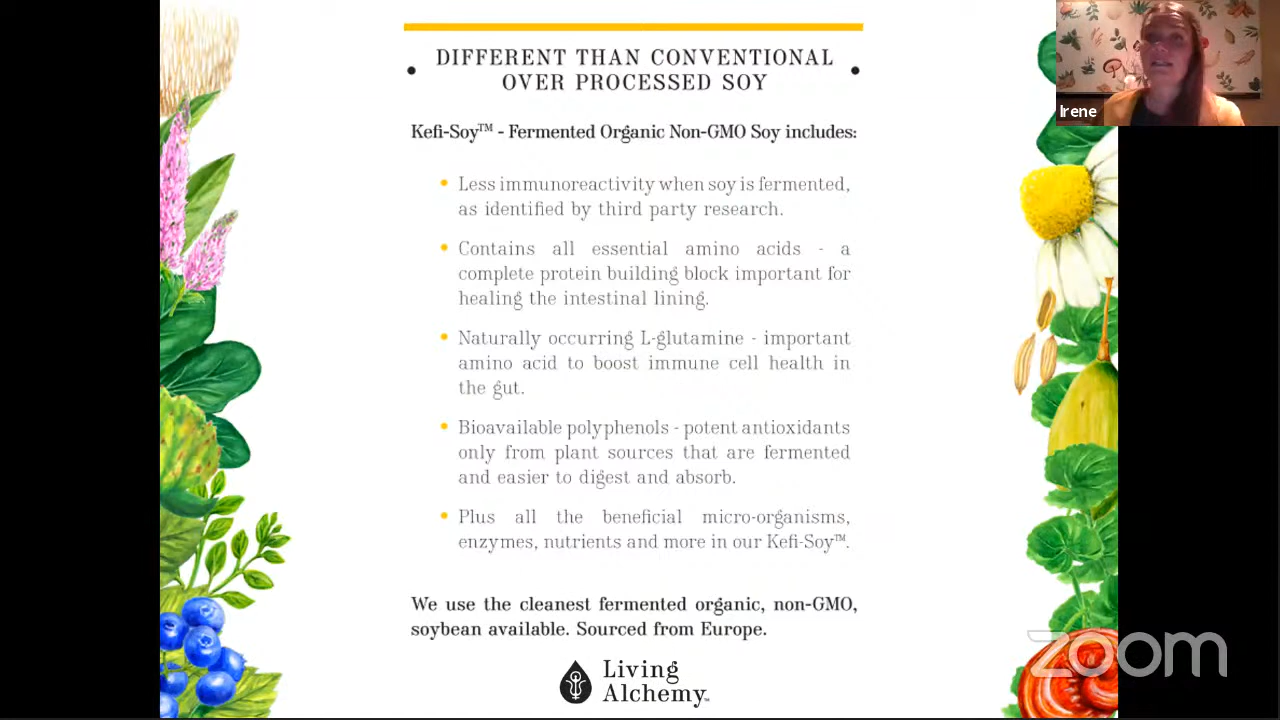 DIFFERENT THAN CONVENTIONAL
OVER PROCESSED SOY
Kefi-Soy™ - Fermented Organic Non-GMO Soy includes:
Less immunoreactivity when soy is fermented,
as identified by third party research.
Contains all essential amino acids - a
complete protein building block important for
healing the intestinal lining.
Naturally occurring L-glutamine - important
amino acid to boost immune cell health in
the gut.
Bioavailable polyphenols - potent antioxidants
only from plant sources that are fermented
and easier to digest and absorb.
Plus all the beneficial micro-organisms,
enzymes, nutrients and more in our Kefi-Soy™.
We use the cleanest fermented organic, non-GMO,
soybean available. Sourced from Europe.
Living
Alchemy™
Irene
zoom